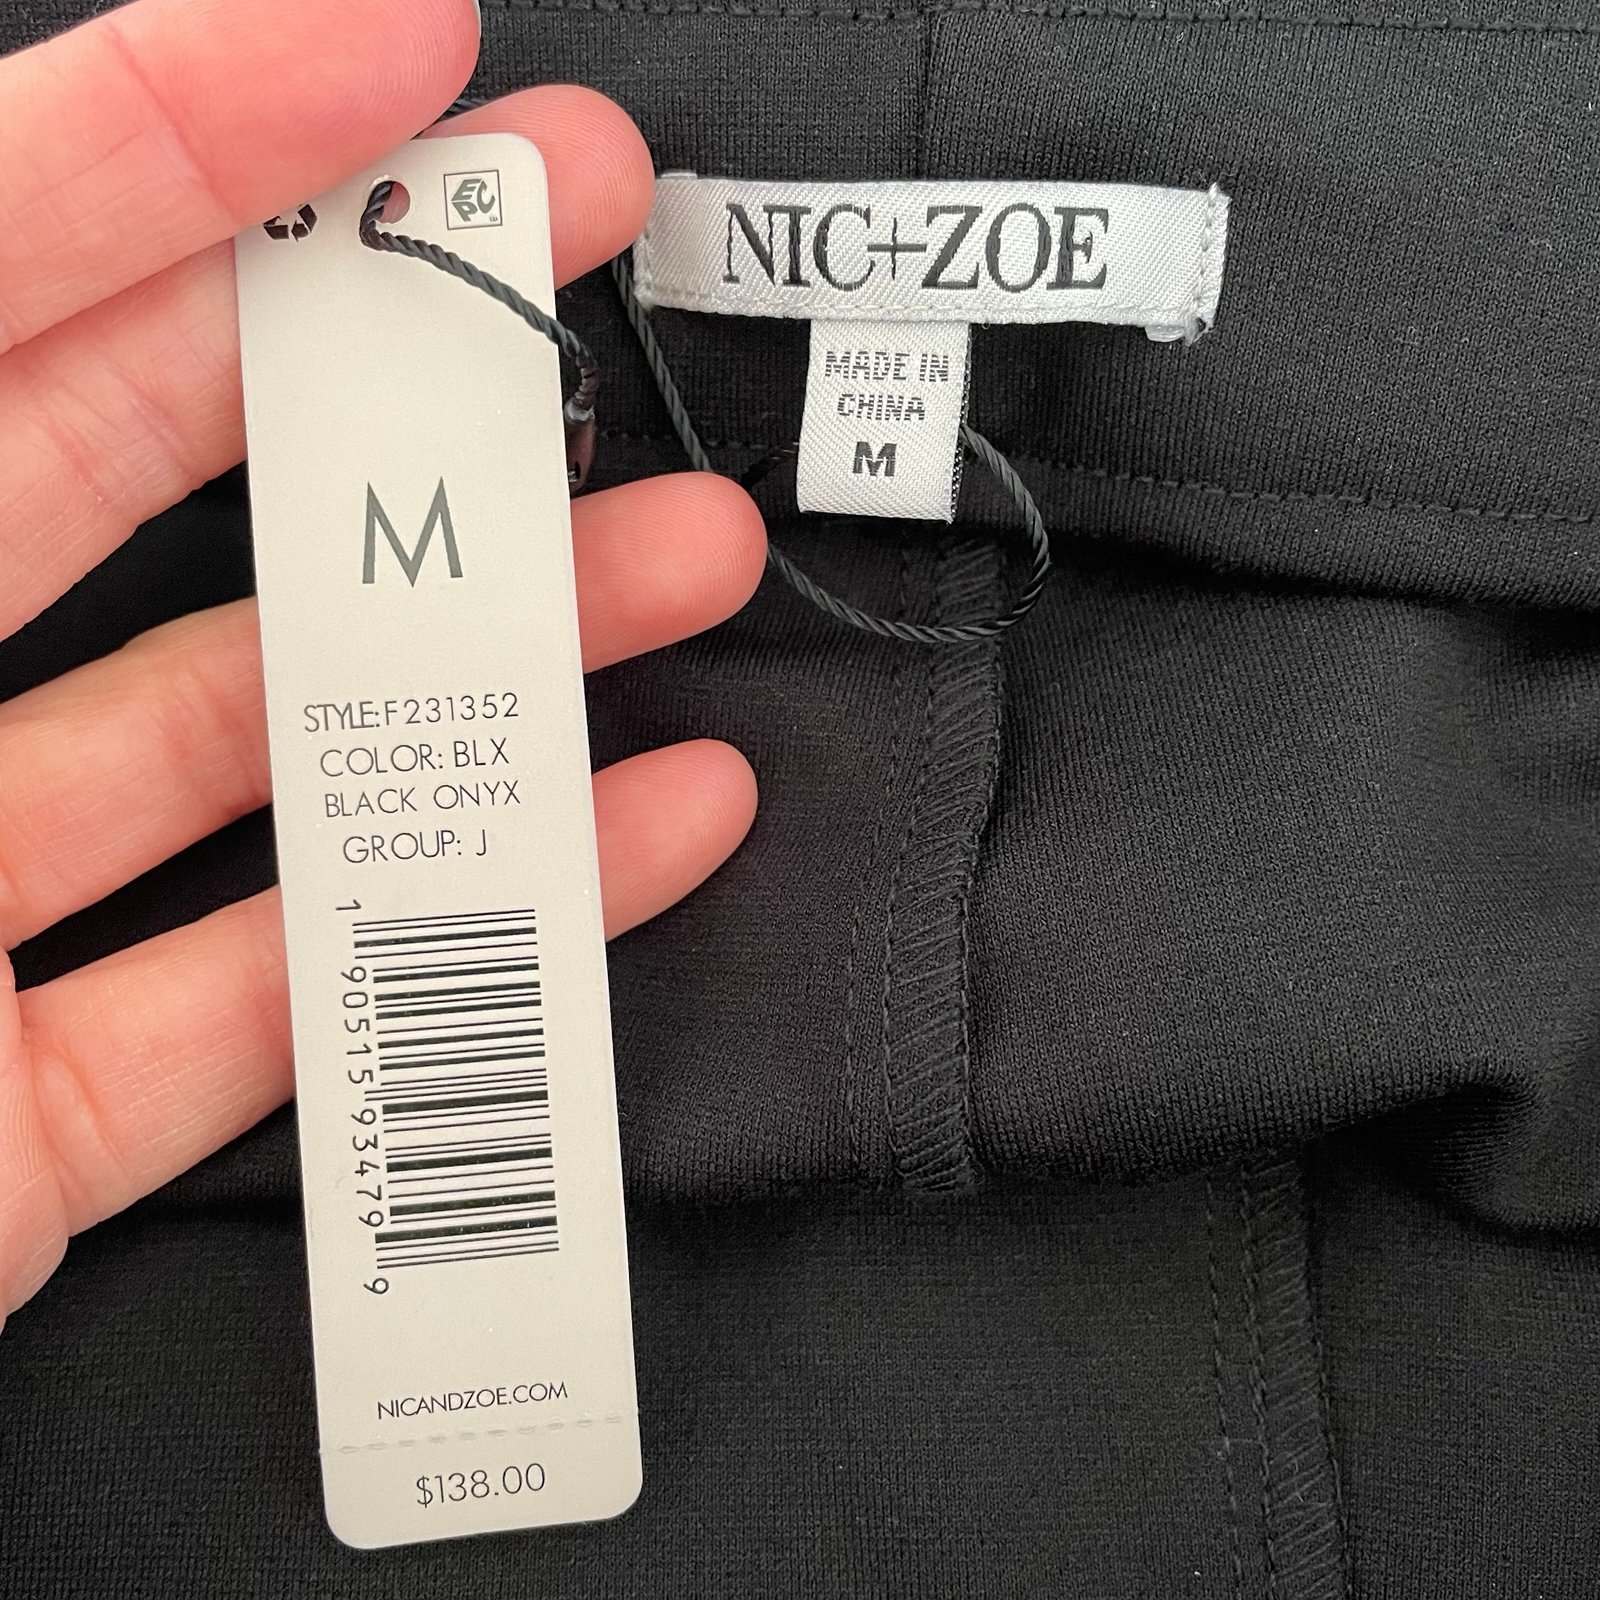 EPC
M
STYLE: F231352
COLOR: BLX
BLACK ONYX
GROUP: J
1 90515 93479 9
NICANDZOE.COM
$138.00
NIC+ZOE
MADE IN
CHINA
M